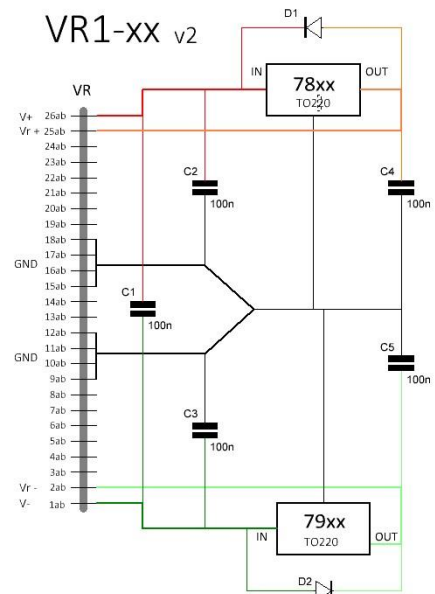 VR1-xx v2
D1
IN
78xx
TO220
OUT
VR
V+ 26ab
Vr + 25ab
24ab
23ab
22ab
21ab
20ab
19ab
18ab
17ab
GND 16ab
15ab
14ab
13ab
12ab
11ab
GND 10ab
9ab
8ab
7ab
6ab
5ab
4ab
3ab
Vr - 2ab
V- 1ab
C2
100n
C4
100n
C1
100n
C5
100n
C3
100n
79xx
IN
TO220
OUT
D2